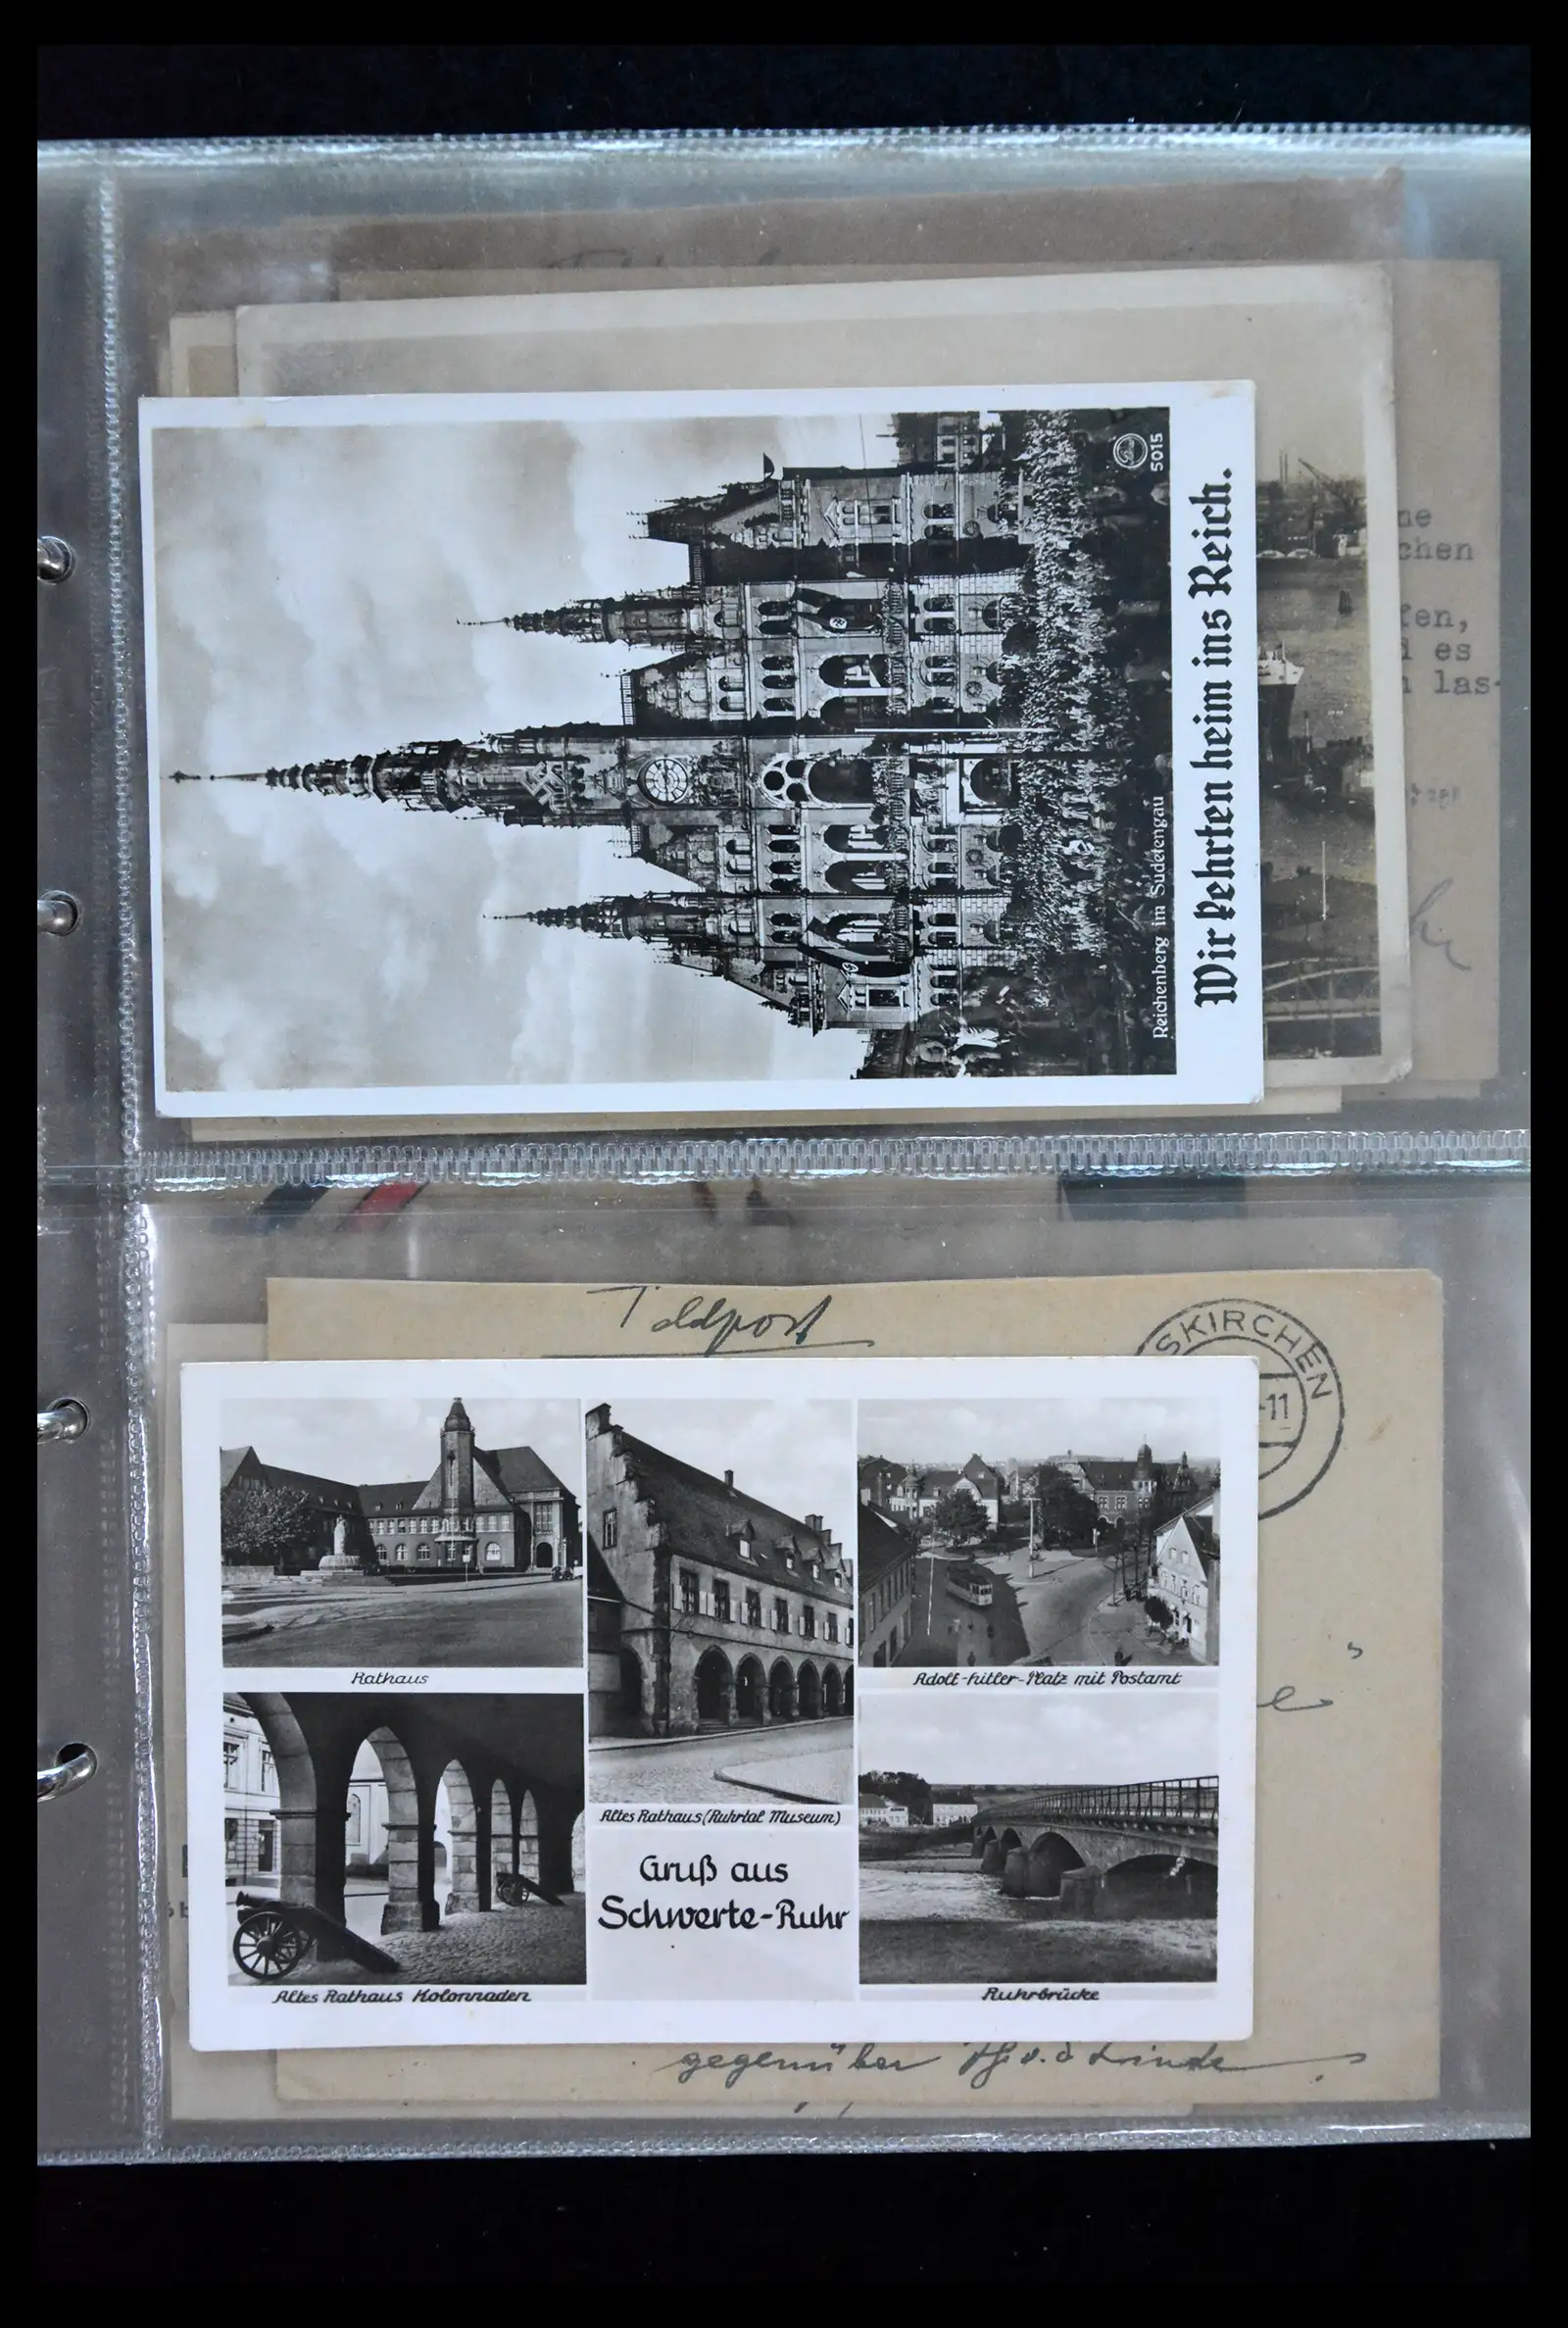 5015
Reichenberg im Sudetengau
Wir kehrten heim ins Reich.
ne
chen
fen,
es
las-
Feldpost
SKIRCHEN
-11
Rathaus
Adolf-Hitler-Platz mit Postamt
Altes Rathaus (Ruhrtal Museum)
Gruß aus
Schwerte-Ruhr
Altes Rathaus Kolonnaden
Ruhrbrücke
gegenüber